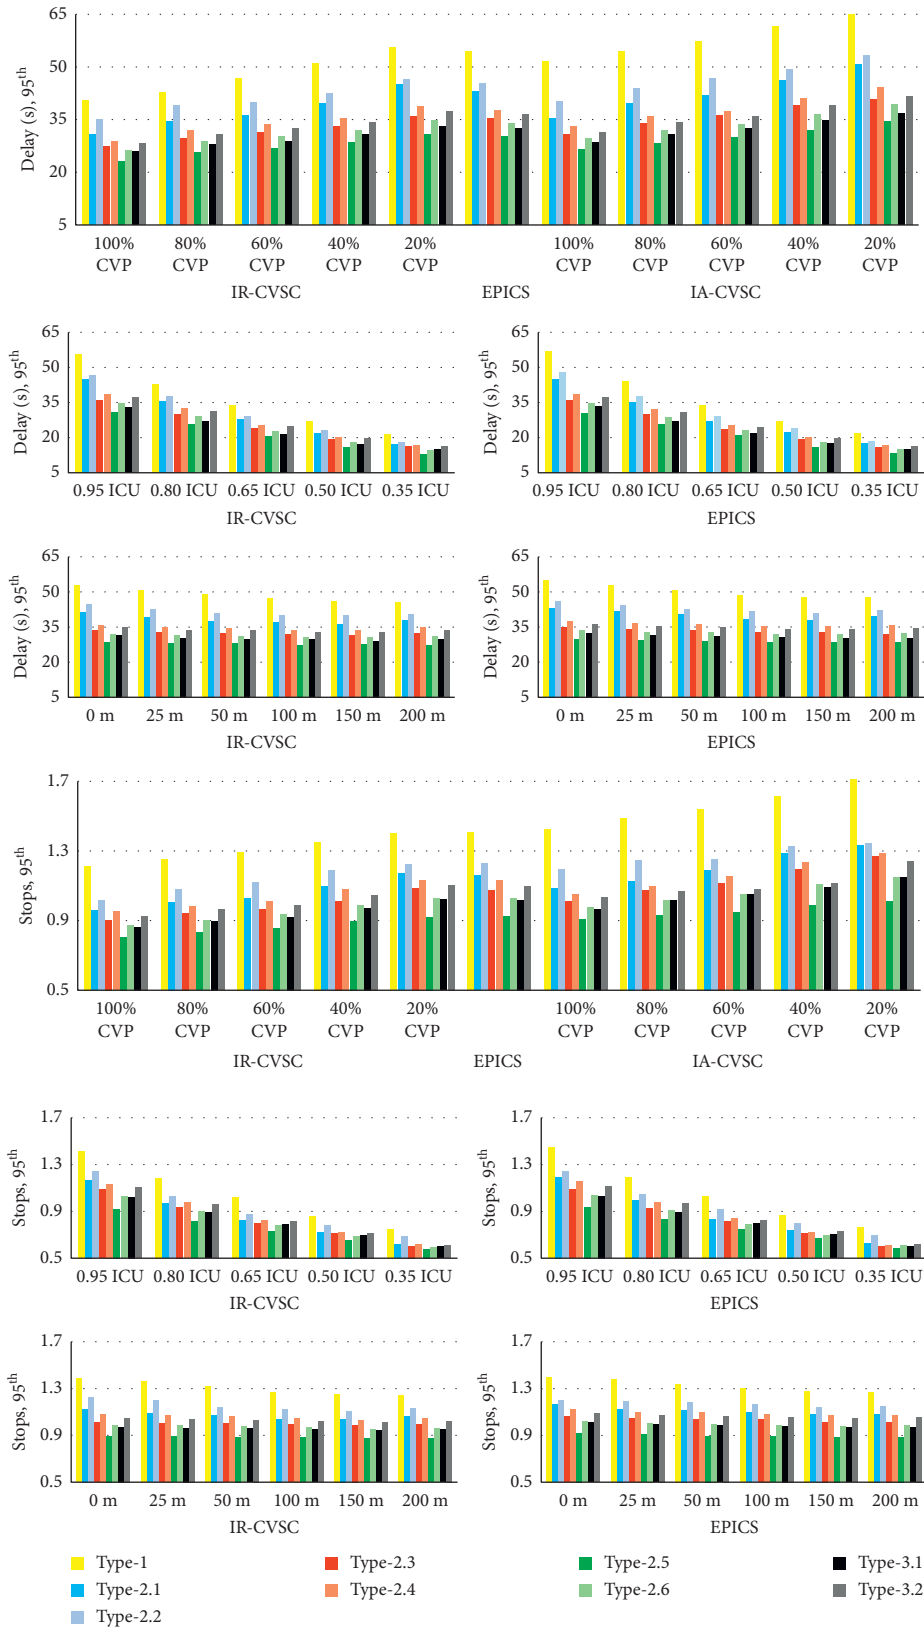 65
50
35
20
5
Delay (s), 95th
100% CVP
80% CVP
60% CVP
40% CVP
20% CVP
100% CVP
80% CVP
60% CVP
40% CVP
20% CVP
IR-CVSC
EPICS
IA-CVSC
65
50
35
20
5
Delay (s), 95th
0.95 ICU
0.80 ICU
0.65 ICU
0.50 ICU
0.35 ICU
IR-CVSC
65
50
35
20
5
Delay (s), 95th
0.95 ICU
0.80 ICU
0.65 ICU
0.50 ICU
0.35 ICU
EPICS
65
50
35
20
5
Delay (s), 95th
0 m
25 m
50 m
100 m
150 m
200 m
IR-CVSC
65
50
35
20
5
Delay (s), 95th
0 m
25 m
50 m
100 m
150 m
200 m
EPICS
1.7
1.3
0.9
0.5
Stops, 95th
100% CVP
80% CVP
60% CVP
40% CVP
20% CVP
100% CVP
80% CVP
60% CVP
40% CVP
20% CVP
IR-CVSC
EPICS
IA-CVSC
1.7
1.3
0.9
0.5
Stops, 95th
0.95 ICU
0.80 ICU
0.65 ICU
0.50 ICU
0.35 ICU
IR-CVSC
1.7
1.3
0.9
0.5
Stops, 95th
0.95 ICU
0.80 ICU
0.65 ICU
0.50 ICU
0.35 ICU
EPICS
1.7
1.3
0.9
0.5
Stops, 95th
0 m
25 m
50 m
100 m
150 m
200 m
IR-CVSC
1.7
1.3
0.9
0.5
Stops, 95th
0 m
25 m
50 m
100 m
150 m
200 m
EPICS
Type-1
Type-2.1
Type-2.2
Type-2.3
Type-2.4
Type-2.5
Type-2.6
Type-3.1
Type-3.2